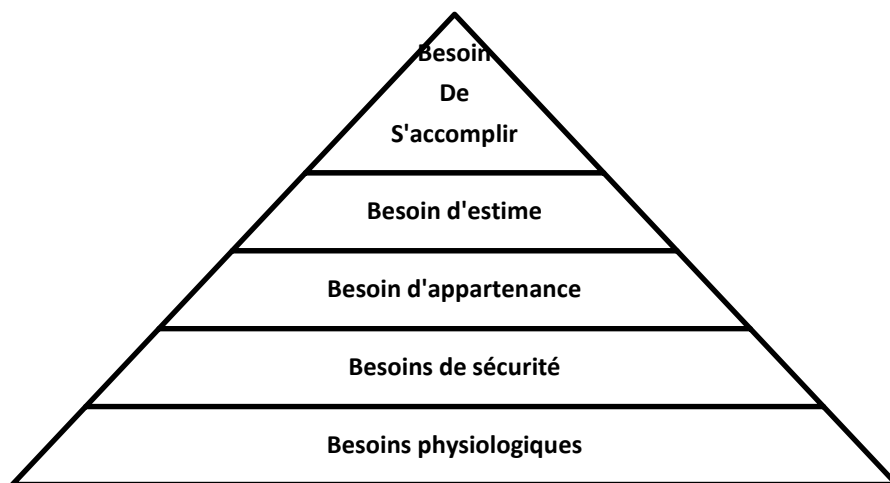 Besoin
De
S'accomplir
Besoin d'estime
Besoin d'appartenance
Besoins de sécurité
Besoins physiologiques